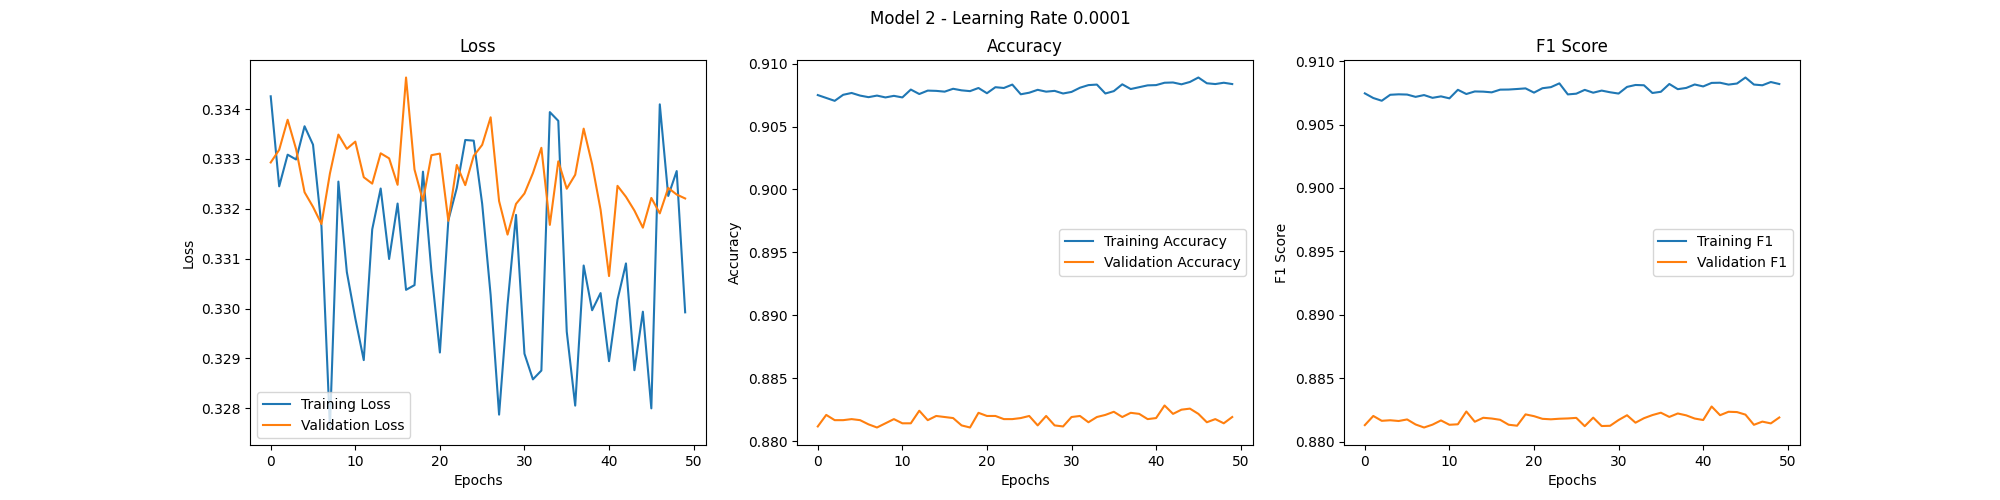 Model 2 - Learning Rate 0.0001
Loss
Loss
0.334
0.333
0.332
0.331
0.330
0.329
0.328
Training Loss
Validation Loss
0 10 20 30 40 50
Epochs
Accuracy
Accuracy
0.910
0.905
0.900
0.895
0.890
0.885
0.880
Training Accuracy
Validation Accuracy
0 10 20 30 40 50
Epochs
F1 Score
F1 Score
0.910
0.905
0.900
0.895
0.890
0.885
0.880
Training F1
Validation F1
0 10 20 30 40 50
Epochs